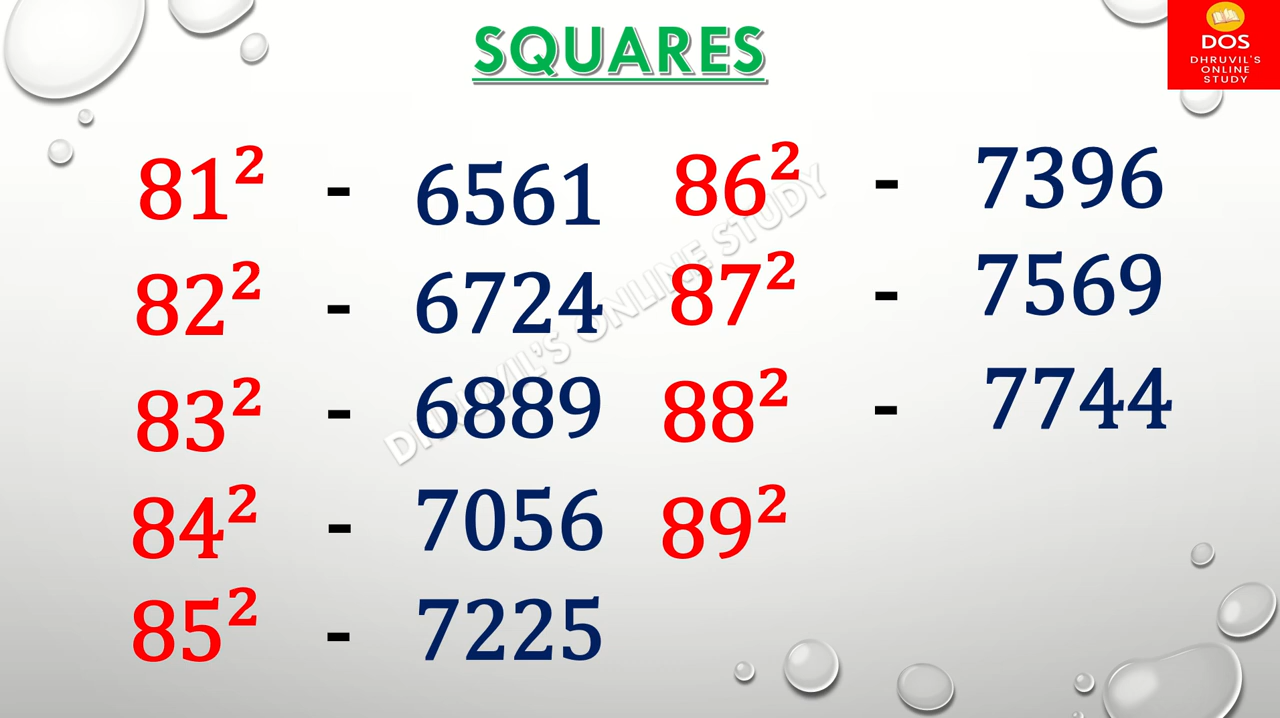 SQUARES
DOS
DHRUVIL'S
ONLINE
STUDY
81² - 6561
82² - 6724
83² - 6889
84² - 7056
85² - 7225
86² - 7396
87² - 7569
88² - 7744
89²
DHRUVIL'S ONLINE STUDY